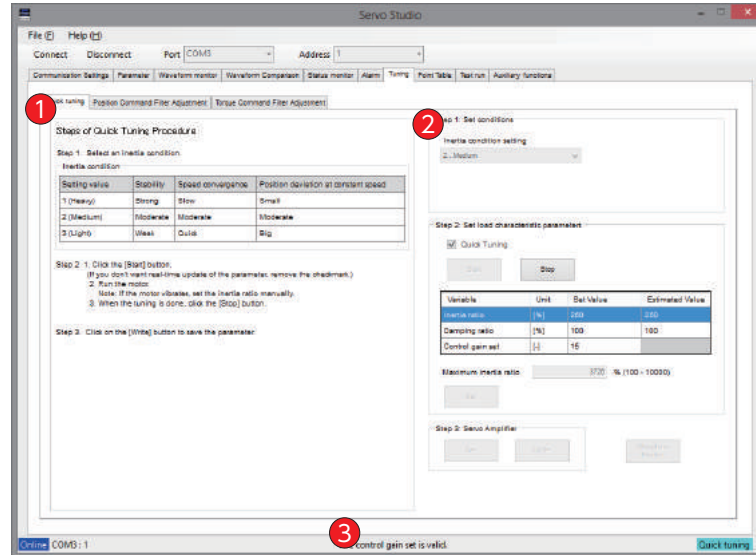 Servo Studio
File (F) Help (H)
Connect Disconnect Port COM3 Address 1
Communication Settings Parameter Waveform monitor Waveform Comparison Status monitor Alarm Tuning Point Table Test run Auxiliary functions
1 tuning Position Command Filter Adjustment Torque Command Filter Adjustment
Steps of Quick Tuning Procedure
Step 1: Select an inertia condition.
Inertia condition
Setting value Stability Speed convergence Position deviation at constant speed
1 (Heavy) Strong Slow Small
2 (Medium) Moderate Moderate Moderate
3 (Light) Weak Quick Big
Step 2: 1. Click the [Start] button.
(If you don't want real-time update of the parameter, remove the checkmark.)
2. Run the motor.
Note: If the motor vibrates, set the inertia ratio manually.
3. When the tuning is done, click the [Stop] button.
Step 3: Click on the [Write] button to save the parameter
2 1: Set conditions
Inertia condition setting
2...Medium
Step 2: Set load characteristic parameters
Quick Tuning
Stop
Variable Unit Set Value Estimated Value
Inertia ratio [%] 250 250
Damping ratio [%] 100 100
Control gain set [-] 15
Maximum inertia ratio 3720 % (100 - 10000)
Step 3: Servo Amplifier
Online COM3 : 1
3 control gain set is valid.
Quick tuning